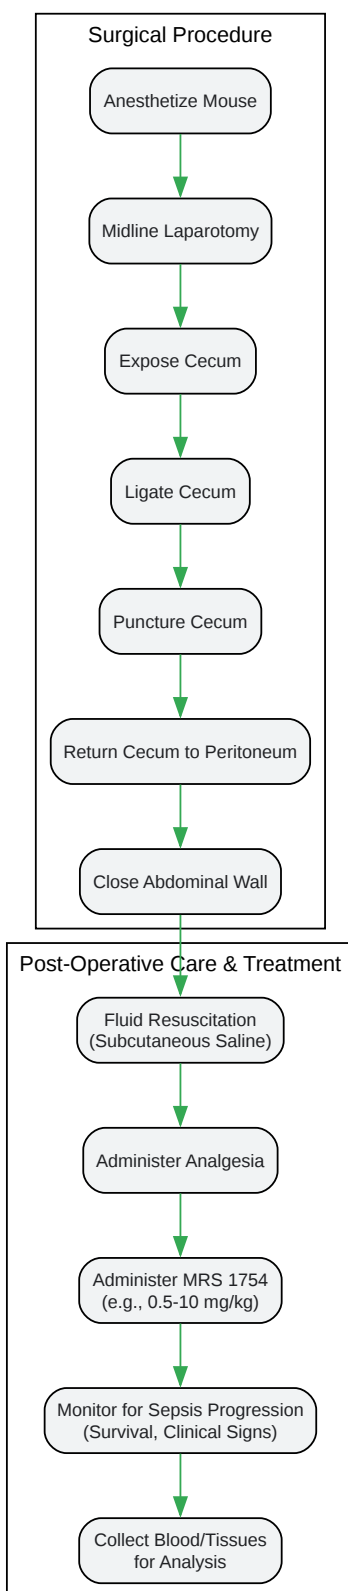 Surgical Procedure
Anesthetize Mouse
Midline Laparotomy
Expose Cecum
Ligate Cecum
Puncture Cecum
Return Cecum to Peritoneum
Close Abdominal Wall
Post-Operative Care & Treatment
Fluid Resuscitation
(Subcutaneous Saline)
Administer Analgesia
Administer MRS 1754
(e.g., 0.5-10 mg/kg)
Monitor for Sepsis Progression
(Survival, Clinical Signs)
Collect Blood/Tissues
for Analysis